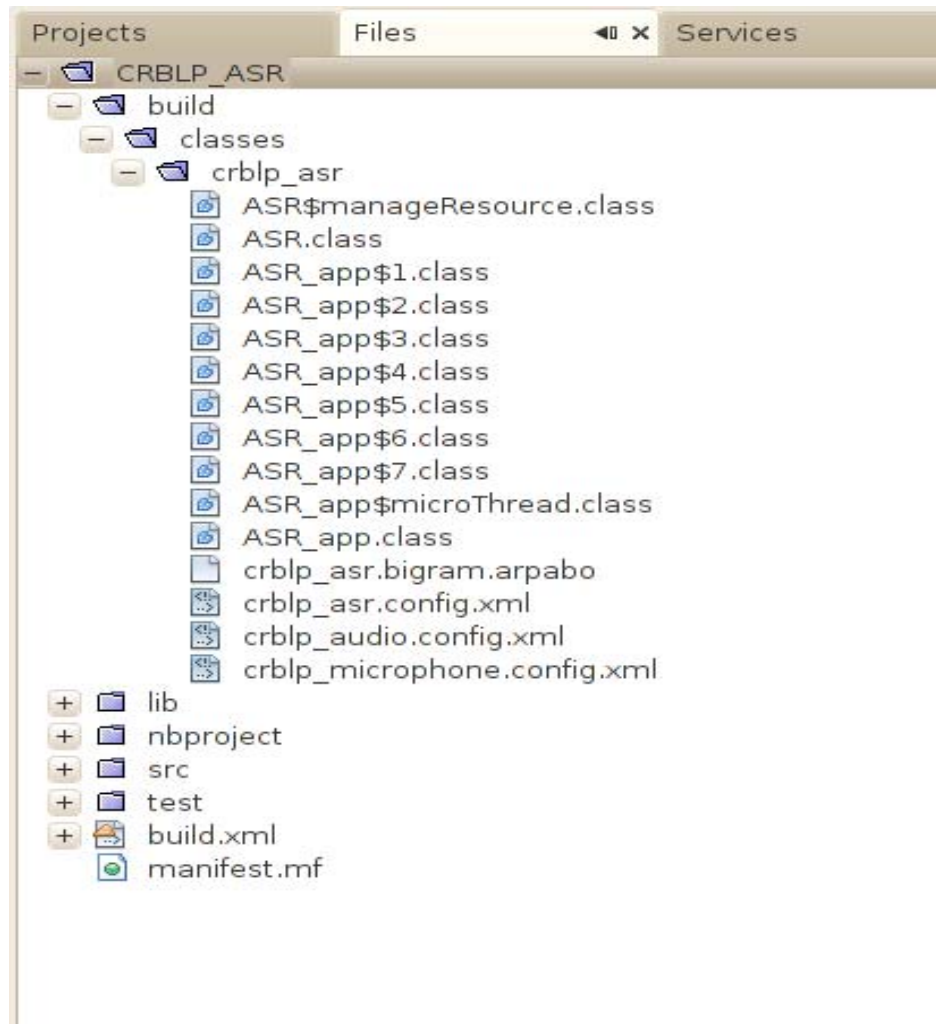 Projects Files Services
CRBLP_ASR
build
classes
crblp_asr
ASR$manageResource.class
ASR.class
ASR_app$1.class
ASR_app$2.class
ASR_app$3.class
ASR_app$4.class
ASR_app$5.class
ASR_app$6.class
ASR_app$7.class
ASR_app$microThread.class
ASR_app.class
crblp_asr.bigram.arpabo
crblp_asr.config.xml
crblp_audio.config.xml
crblp_microphone.config.xml
lib
nbproject
src
test
build.xml
manifest.mf